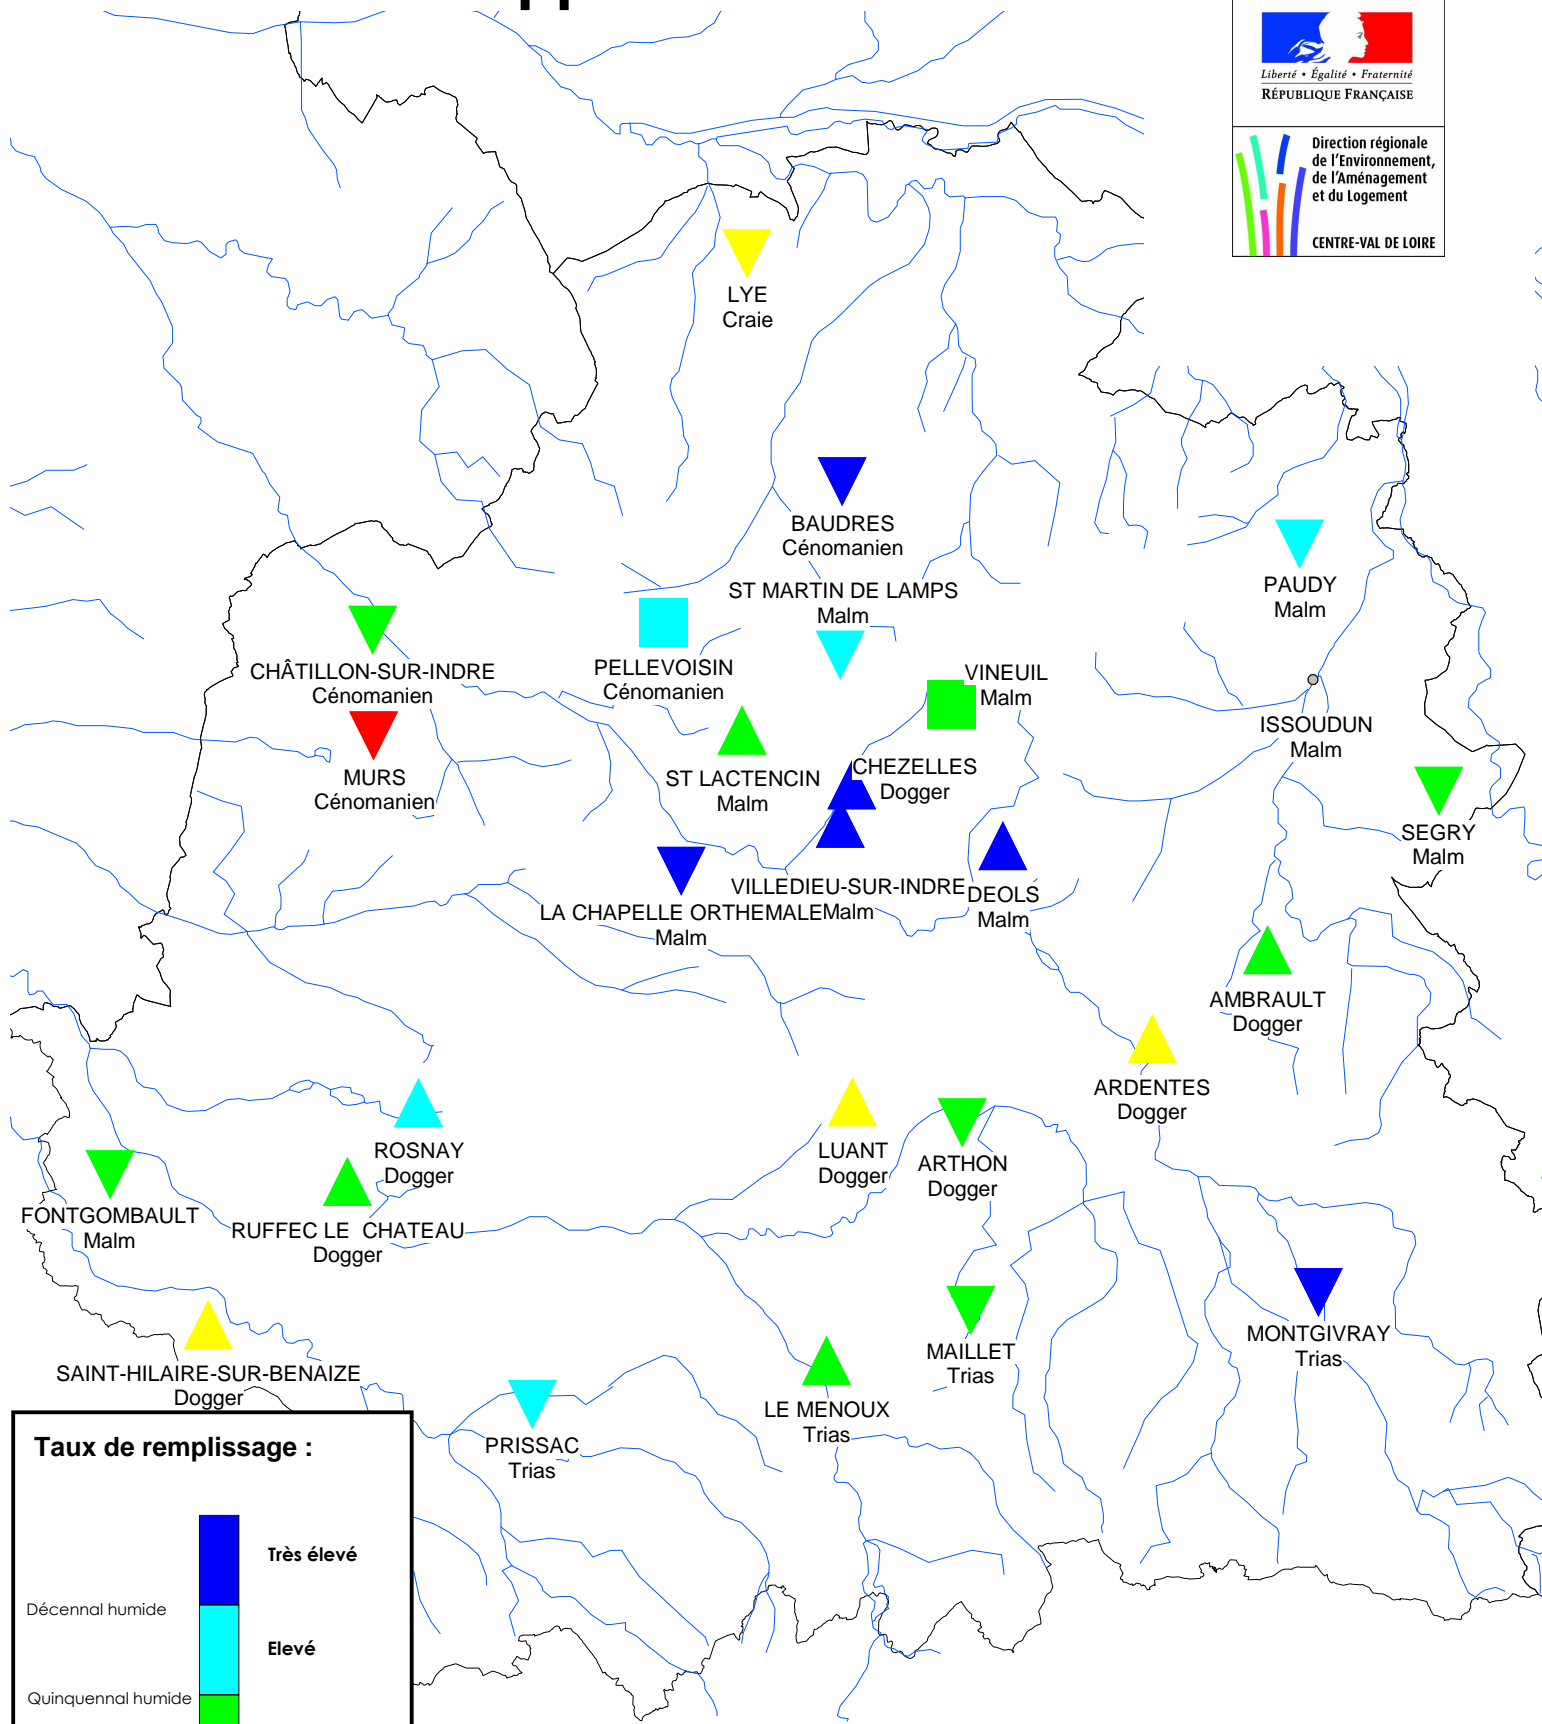 Liberté • Égalité • Fraternité
RÉPUBLIQUE FRANÇAISE
Direction régionale
de l'Environnement,
de l'Aménagement
et du Logement
CENTRE-VAL DE LOIRE
LYE
Craie
BAUDRES
Cénomanien
ST MARTIN DE LAMPS
Malm
PAUDY
Malm
CHÂTILLON-SUR-INDRE
Cénomanien
PELLEVOISIN
Cénomanien
VINEUIL
Malm
ISSOUDUN
Malm
MURS
Cénomanien
ST LACTENCIN
Malm
CHEZELLES
Dogger
SEGRY
Malm
VILLEDIEU-SUR-INDRE
Malm
DEOLS
Malm
LA CHAPELLE ORTHEMALE
Malm
AMBRAULT
Dogger
ARDENTES
Dogger
ROSNAY
Dogger
LUANT
Dogger
ARTHON
Dogger
FONTGOMBAULT
Malm
RUFFEC LE CHATEAU
Dogger
MONTGIVRAY
Trias
MAILLET
Trias
SAINT-HILAIRE-SUR-BENAIZE
Dogger
LE MENOUX
Trias
PRISSAC
Trias
Taux de remplissage :
Très élevé
Décennal humide
Elevé
Quinquennal humide